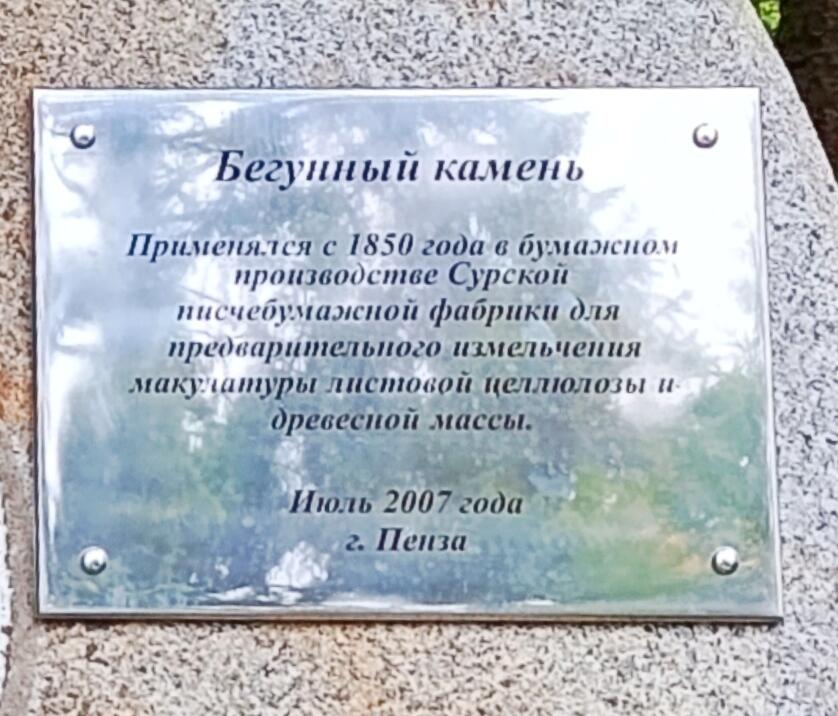 Бегунный камень
Применялся с 1850 года в бумажном
производстве Сурской
писчебумажной фабрики для
предварительного измельчения
макулатуры листовой целлюлозы и
древесной массы.
Июль 2007 года
г. Пенза